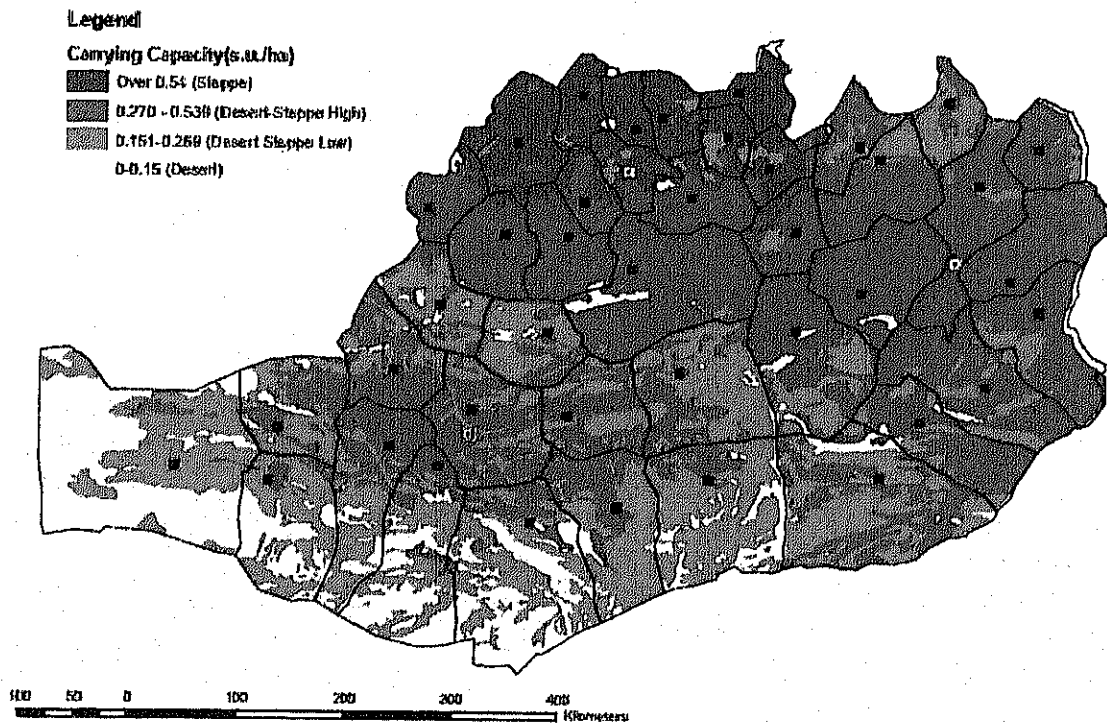 Legend
Carrying Capacity(s.u./ha)
Over 0.54 (Steppe)
0.270 - 0.539 (Desert Steppe High)
0.151-0.269 (Desert Steppe Low)
0-0.15 (Desert)
100 50 0 100 200 300 400
Kilometers